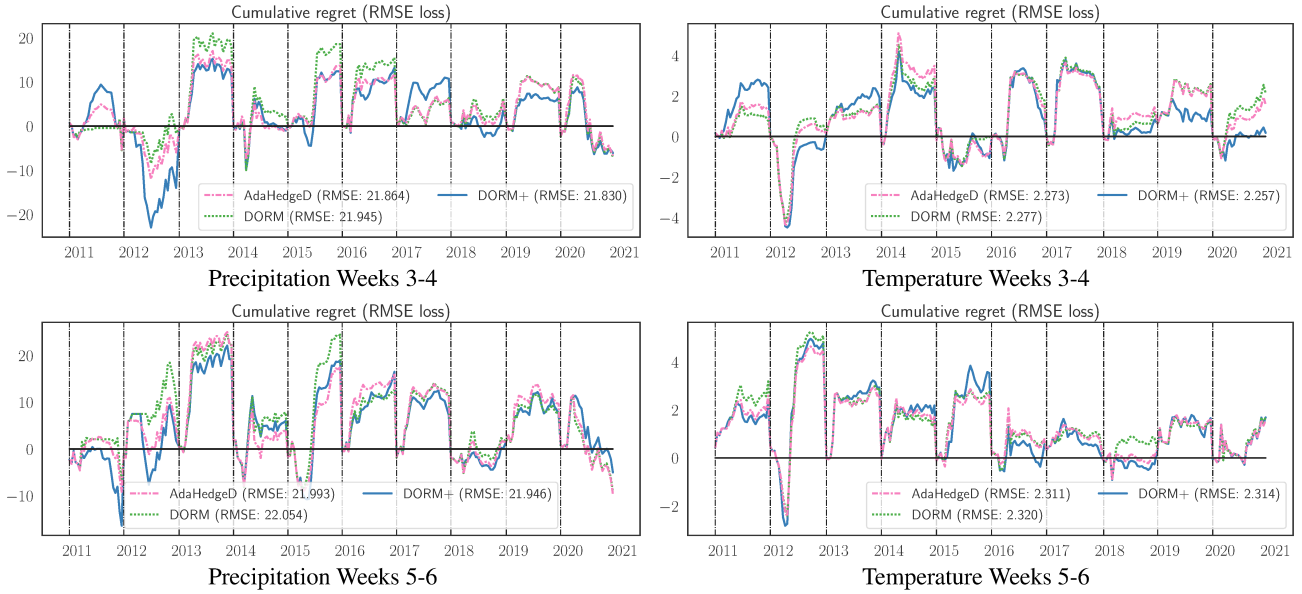 Cumulative regret (RMSE loss)
20
10
0
−10
−20
AdaHedgeD (RMSE: 21.864)
DORM (RMSE: 21.945)
DORM+ (RMSE: 21.830)
2011 2012 2013 2014 2015 2016 2017 2018 2019 2020 2021
Precipitation Weeks 3-4
Cumulative regret (RMSE loss)
4
2
0
−2
−4
AdaHedgeD (RMSE: 2.273)
DORM (RMSE: 2.277)
DORM+ (RMSE: 2.257)
2011 2012 2013 2014 2015 2016 2017 2018 2019 2020 2021
Temperature Weeks 3-4
Cumulative regret (RMSE loss)
20
10
0
−10
AdaHedgeD (RMSE: 21.993)
DORM (RMSE: 22.054)
DORM+ (RMSE: 21.946)
2011 2012 2013 2014 2015 2016 2017 2018 2019 2020 2021
Precipitation Weeks 5-6
Cumulative regret (RMSE loss)
4
2
0
−2
AdaHedgeD (RMSE: 2.311)
DORM (RMSE: 2.320)
DORM+ (RMSE: 2.314)
2011 2012 2013 2014 2015 2016 2017 2018 2019 2020 2021
Temperature Weeks 5-6